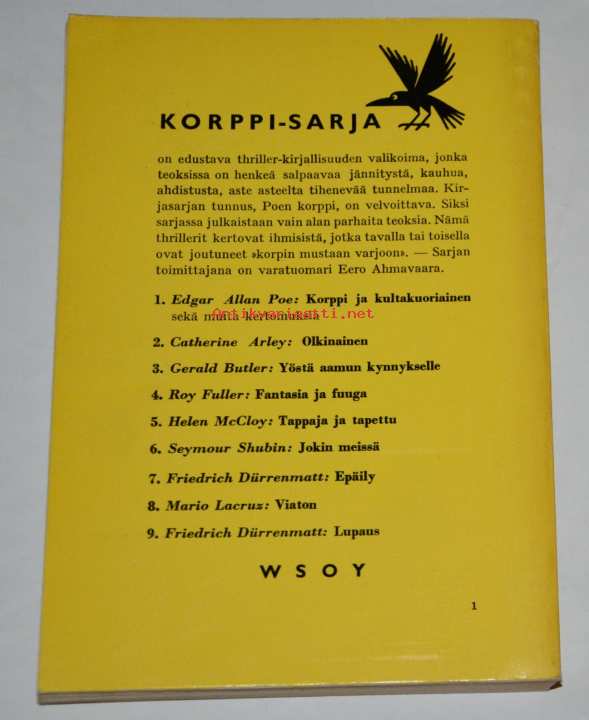 KORPPI-SARJA
on edustava thriller-kirjallisuuden valikoima, jonka
teoksissa on henkeä salpaavaa jännitystä, kauhua,
ahdistusta, aste asteelta tihenevää tunnelmaa. Kir-
jasarjan tunnus, Poen korppi, on velvoittava. Siksi
sarjassa julkaistaan vain alan parhaita teoksia. Nämä
thrillerit kertovat ihmisistä, jotka tavalla tai toisella
ovat joutuneet »korpin mustaan varjoon». — Sarjan
toimittajana on varatuomari Eero Ahmavaara.
1. Edgar Allan Poe: Korppi ja kultakuoriainen
sekä muita kertomuksia
Antikvariaatti.net
2. Catherine Arley: Olkinainen
3. Gerald Butler: Yöstä aamun kynnykselle
4. Roy Fuller: Fantasia ja fuuga
5. Helen McCloy: Tappaja ja tapettu
6. Seymour Shubin: Jokin meissä
7. Friedrich Dürrenmatt: Epäily
8. Mario Lacruz: Viaton
9. Friedrich Dürrenmatt: Lupaus
WSOY
1